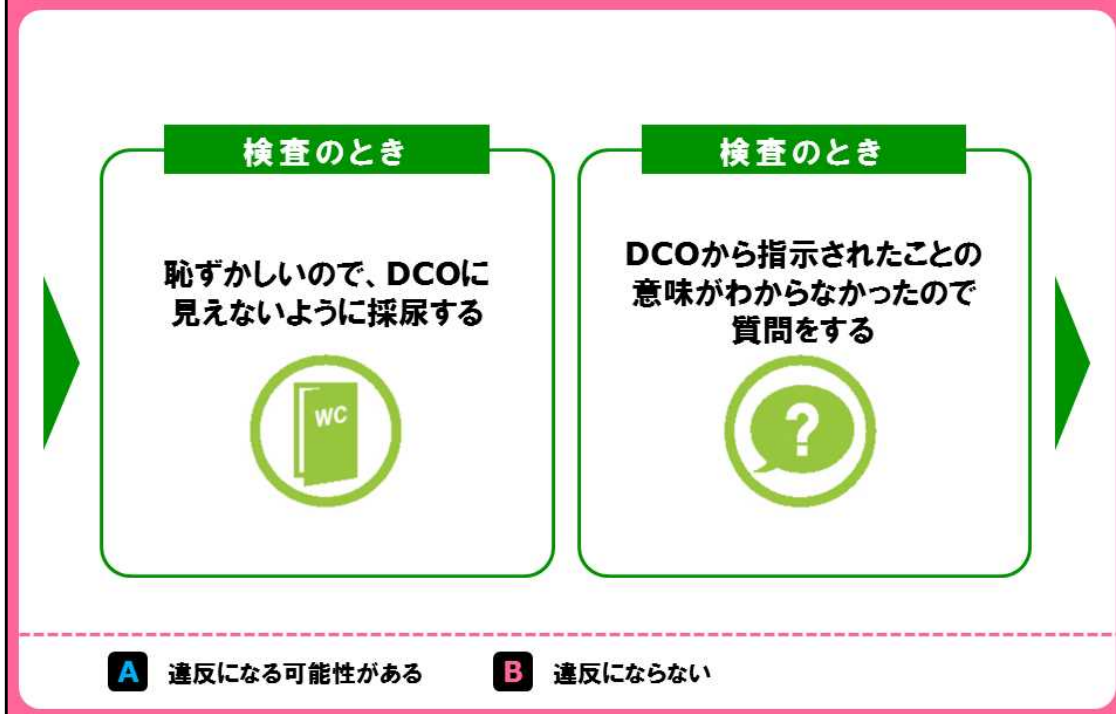 検査のとき
恥ずかしいので、DCOに
見えないように採尿する
WC
検査のとき
DCOから指示されたことの
意味がわからなかったので
質問をする
?
A 違反になる可能性がある
B 違反にならない